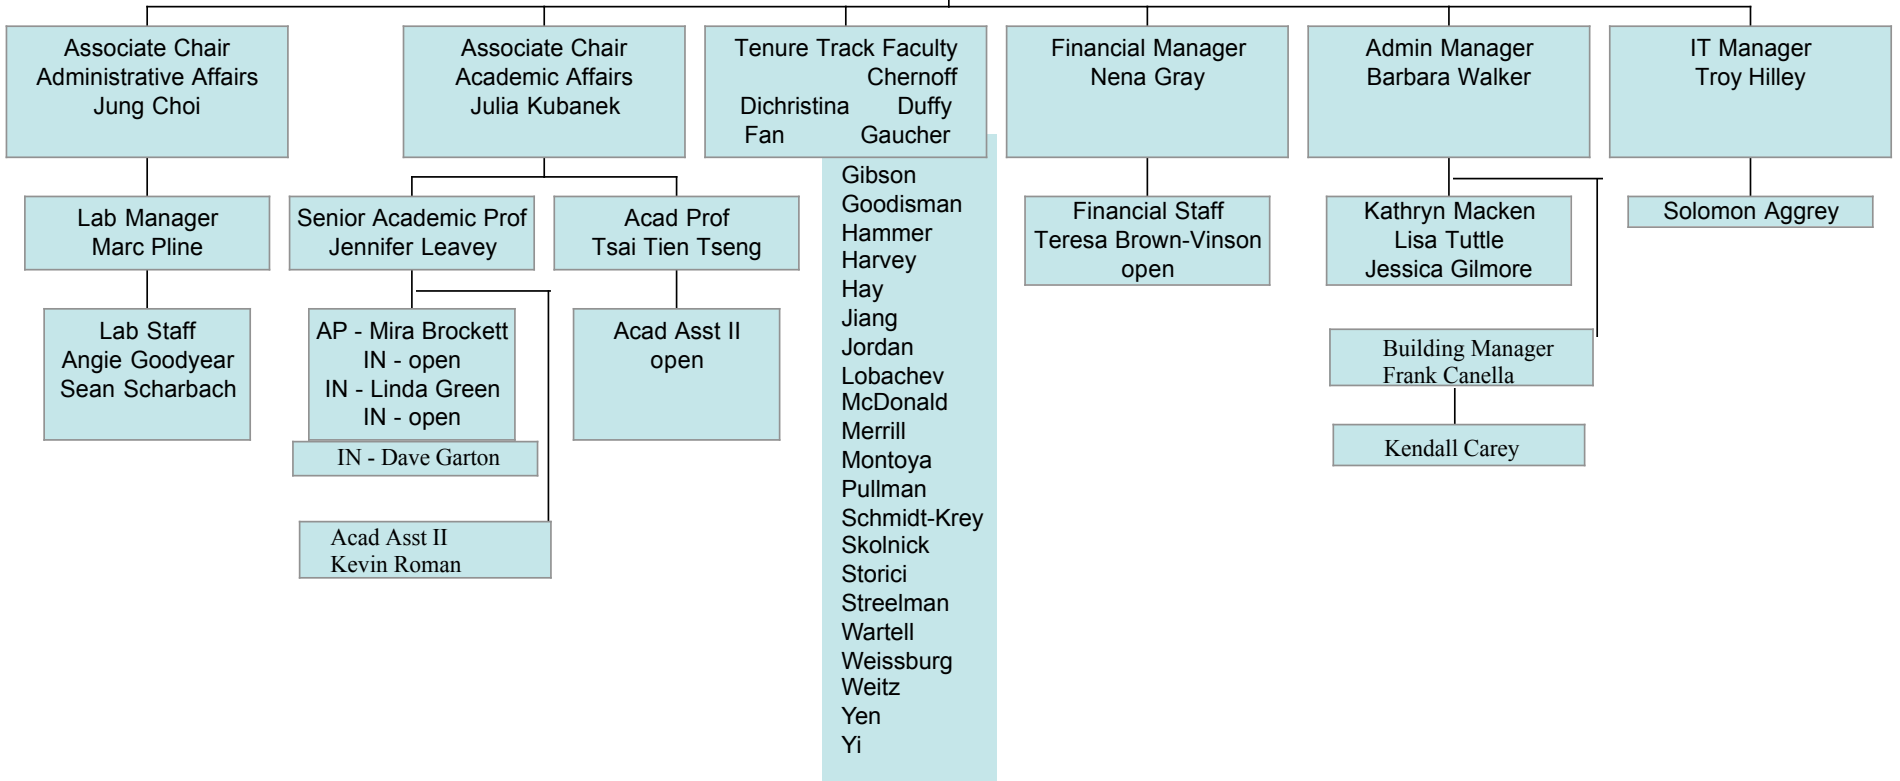 Associate Chair
Administrative Affairs
Jung Choi
Associate Chair
Academic Affairs
Julia Kubanek
Tenure Track Faculty
Chernoff
Dichristina Duffy
Fan Gaucher
Gibson
Goodisman
Hammer
Harvey
Hay
Jiang
Jordan
Lobachev
McDonald
Merrill
Montoya
Pullman
Schmidt-Krey
Skolnick
Storici
Streelman
Wartell
Weissburg
Weitz
Yen
Yi
Financial Manager
Nena Gray
Admin Manager
Barbara Walker
IT Manager
Troy Hilley
Lab Manager
Marc Pline
Senior Academic Prof
Jennifer Leavey
Acad Prof
Tsai Tien Tseng
Financial Staff
Teresa Brown-Vinson
open
Kathryn Macken
Lisa Tuttle
Jessica Gilmore
Solomon Aggrey
Lab Staff
Angie Goodyear
Sean Scharbach
AP - Mira Brockett
IN - open
IN - Linda Green
IN - open
IN - Dave Garton
Acad Asst II
open
Building Manager
Frank Canella
Kendall Carey
Acad Asst II
Kevin Roman